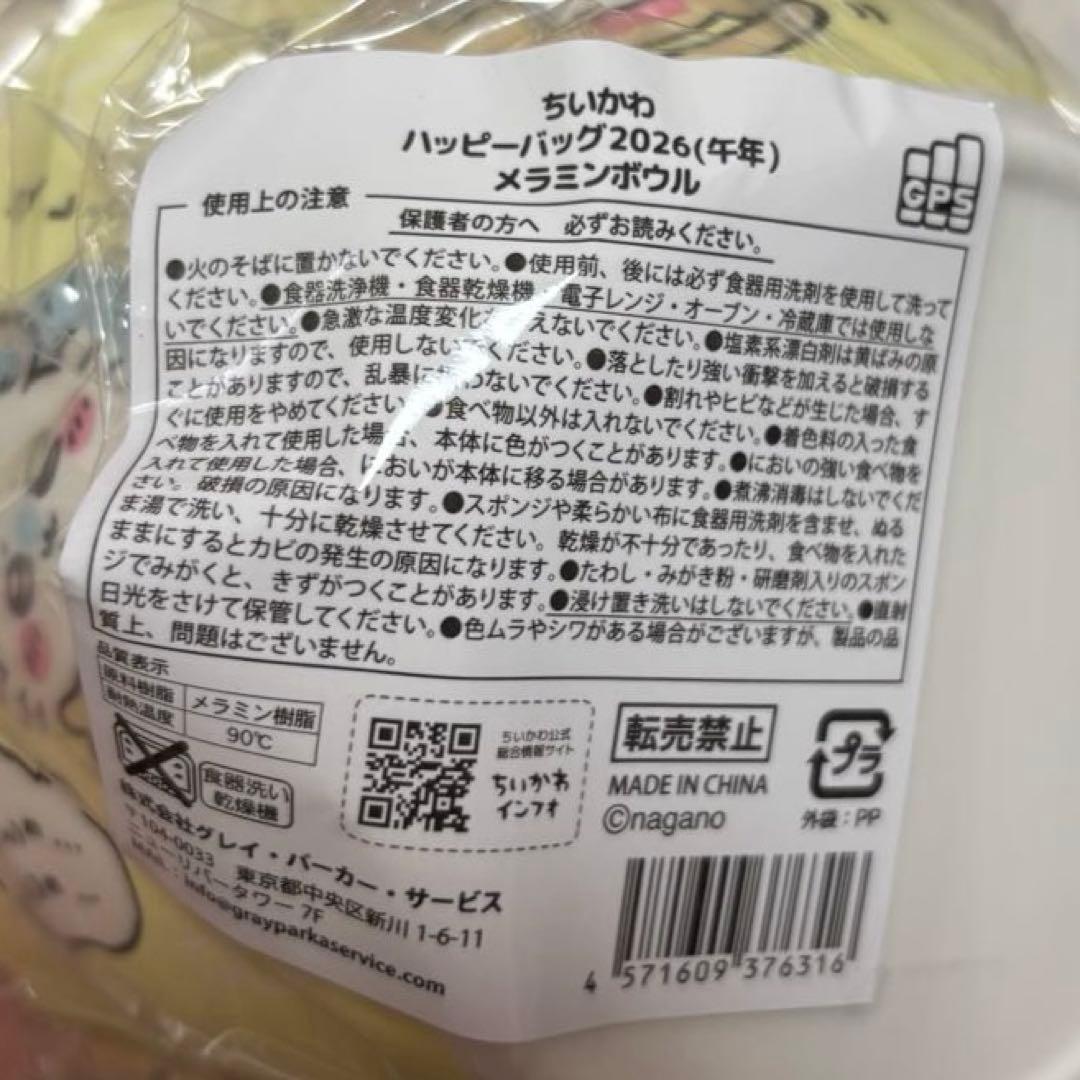 ちいかわ
ハッピーバッグ2026(午年)
メラミンボウル
GPS
使用上の注意
保護者の方へ 必ずお読みください。
●火のそばに置かないでください。●使用前、後には必ず食器用洗剤を使用して洗って
ください。●食器洗浄機・食器乾燥機 電子レンジ・オーブン・冷蔵庫では使用しな
いでください。●急激な温度変化 えないでください。●塩素系漂白剤は黄ばみの原
因になりますので、使用しないでください。●落としたり強い衝撃を加えると破損する
ことがありますので、乱暴に わないでください。●割れやヒビなどが生じた場合、す
ぐに使用をやめてください ●食べ物以外は入れないでください。●着色料の入った食
べ物を入れて使用した場合、本体に色がつくことがあります。●においの強い食べ物を
入れて使用した場合、においが本体に移る場合があります。●煮沸消毒はしないでくだ
さい。破損の原因になります。●スポンジや柔らかい布に食器用洗剤を含ませ、ぬる
ま湯で洗い、十分に乾燥させてください。乾燥が不十分であったり、食べ物を入れた
ままにするとカビの発生の原因になります。●たわし・みがき粉・研磨剤入りのスポン
ジでみがくと、きずがつくことがあります。●浸け置き洗いはしないでください。●直射
日光をさけて保管してください。●色ムラやシワがある場合がございますが、製品の品
質上、問題はございません。
品質表示
原料樹脂 メラミン樹脂
耐熱温度 90℃
食器洗い
乾燥機
ちいかわ公式
総合情報サイト
ちいかわ
インフォ
転売禁止
MADE IN CHINA
©nagano
プラ
外袋：PP
株式会社グレイ・パーカー・サービス
〒104-0033 東京都中央区新川 1-6-11
ニューリバータワー 7F
MAIL：info@grayparkaservice.com
4 571609 376316